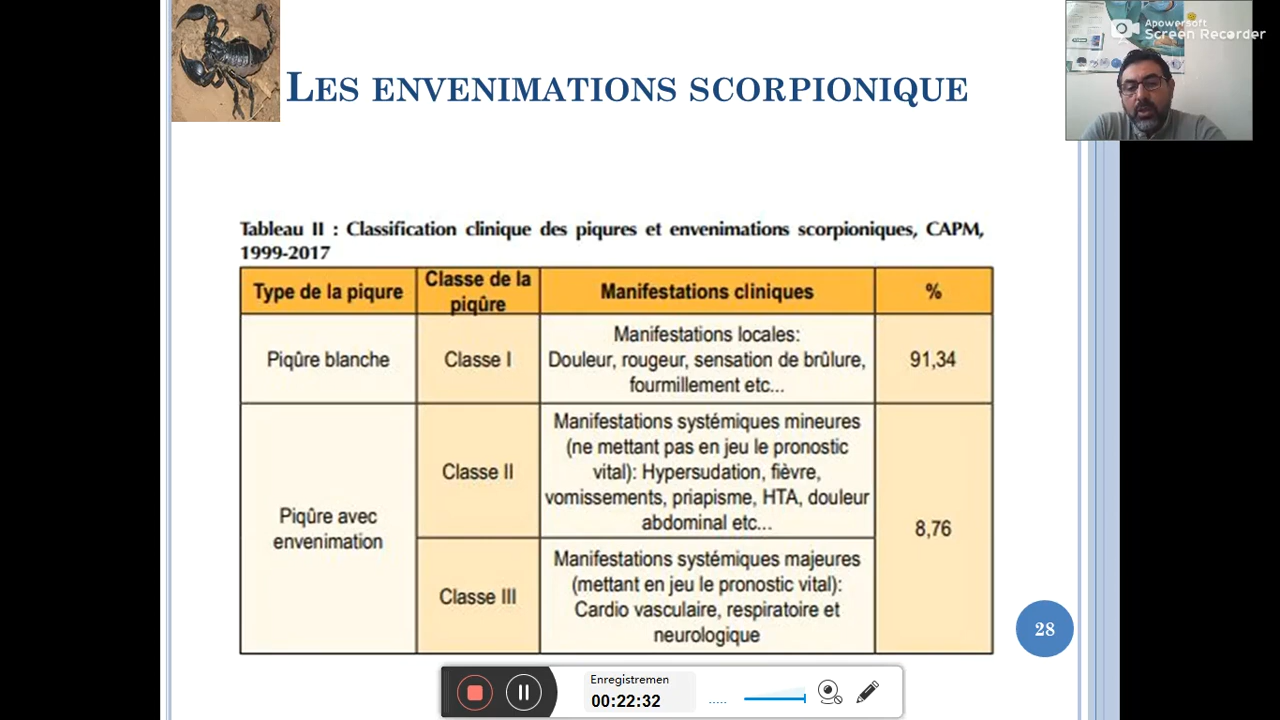 Apowersoft
Screen Recorder
LES ENVENIMATIONS SCORPIONIQUE
Tableau II : Classification clinique des piqures et envenimations scorpioniques, CAPM,
1999-2017
Type de la piqure
Classe de la
piqûre
Manifestations cliniques
%
Piqûre blanche
Classe I
Manifestations locales:
Douleur, rougeur, sensation de brûlure,
fourmillement etc...
91,34
Piqûre avec
envenimation
Classe II
Manifestations systémiques mineures
(ne mettant pas en jeu le pronostic
vital): Hypersudation, fièvre,
vomissements, priapisme, HTA, douleur
abdominal etc...
8,76
Classe III
Manifestations systémiques majeures
(mettant en jeu le pronostic vital):
Cardio vasculaire, respiratoire et
neurologique
28
Enregistremen
00:22:32